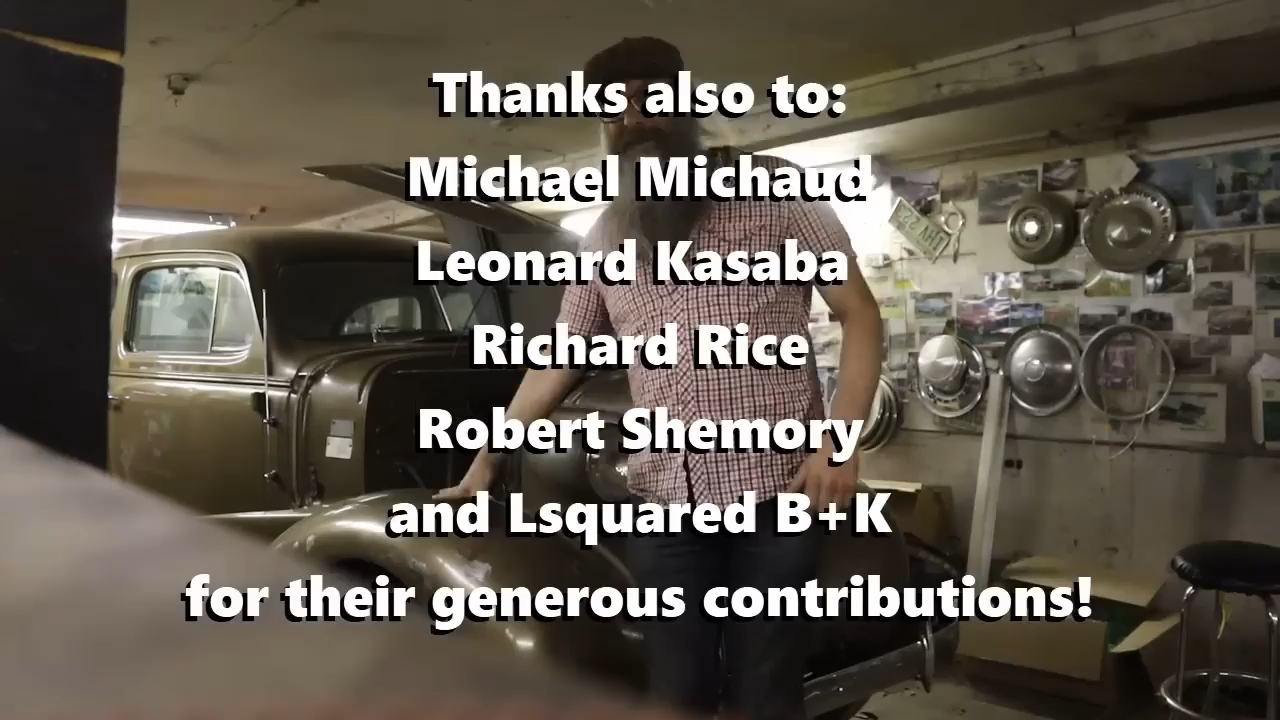 Thanks also to:
Michael Michaud
Leonard Kasaba
Richard Rice
Robert Shemory
and Lsquared B+K
for their generous contributions!